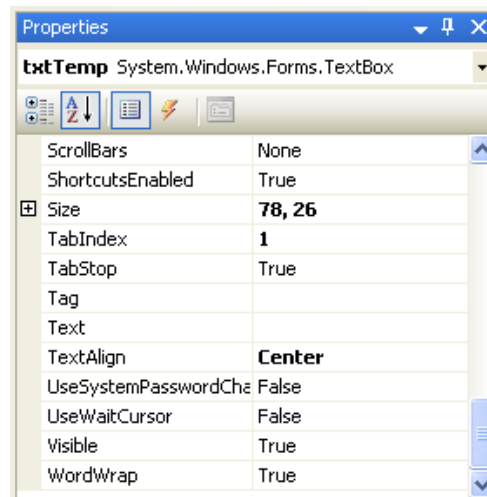 Properties
txtTemp System.Windows.Forms.TextBox
ScrollBars None
ShortcutsEnabled True
Size 78, 26
TabIndex 1
TabStop True
Tag
Text
TextAlign Center
UseSystemPasswordCha False
UseWaitCursor False
Visible True
WordWrap True